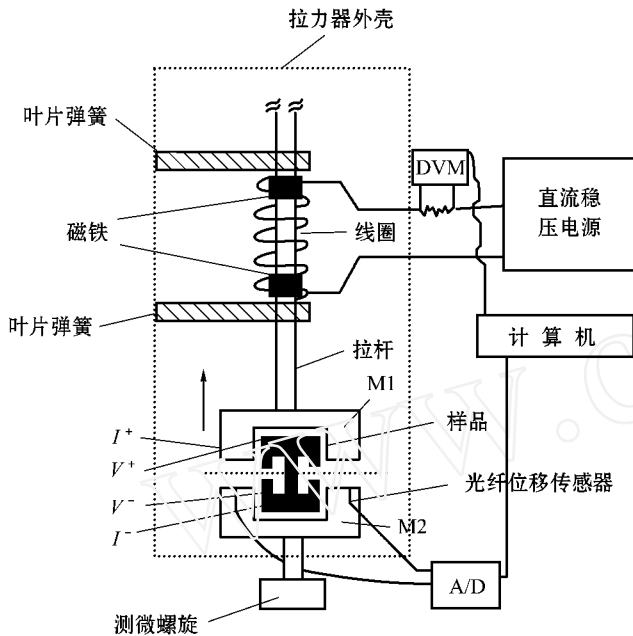 拉力器外壳
叶片弹簧
DVM
直流稳
压电源
磁铁
线圈
叶片弹簧
计算机
拉杆
M1
I+
样品
V+
V-
光纤位移传感器
I-
M2
A/D
测微螺旋
www.c